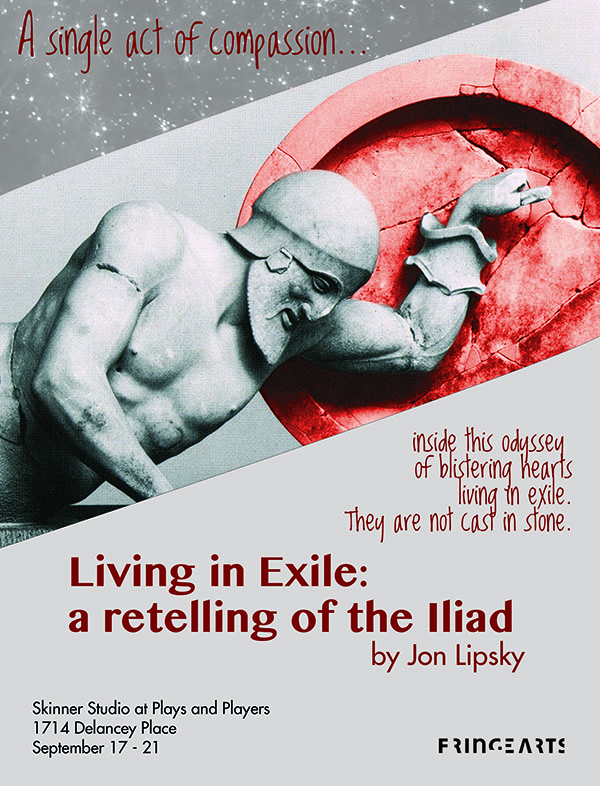 A single act of compassion...
inside this odyssey
of blistering hearts
living in exile.
They are not cast in stone.
Living in Exile:
a retelling of the Iliad
by Jon Lipsky
Skinner Studio at Plays and Players
1714 Delancey Place
September 17 - 21
FRINGEARTS